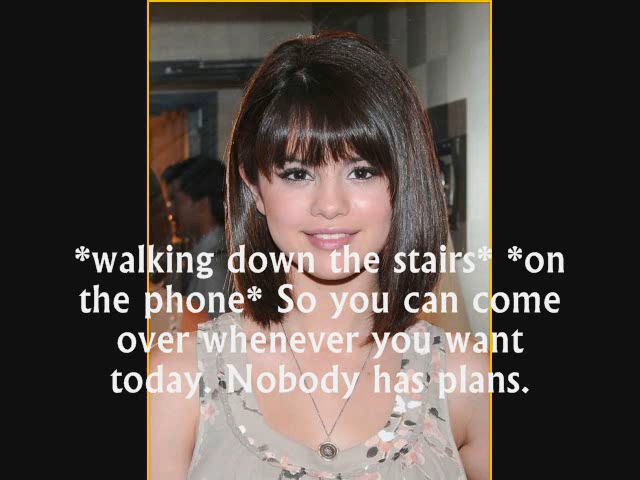 *walking down the stairs* *on
the phone* So you can come
over whenever you want
today. Nobody has plans.